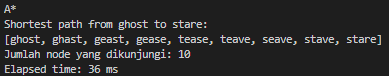 A*
Shortest path from ghost to stare:
[ghost, ghast, geast, gease, tease, teave, seave, stave, stare]
Jumlah node yang dikunjungi: 10
Elapsed time: 36 ms